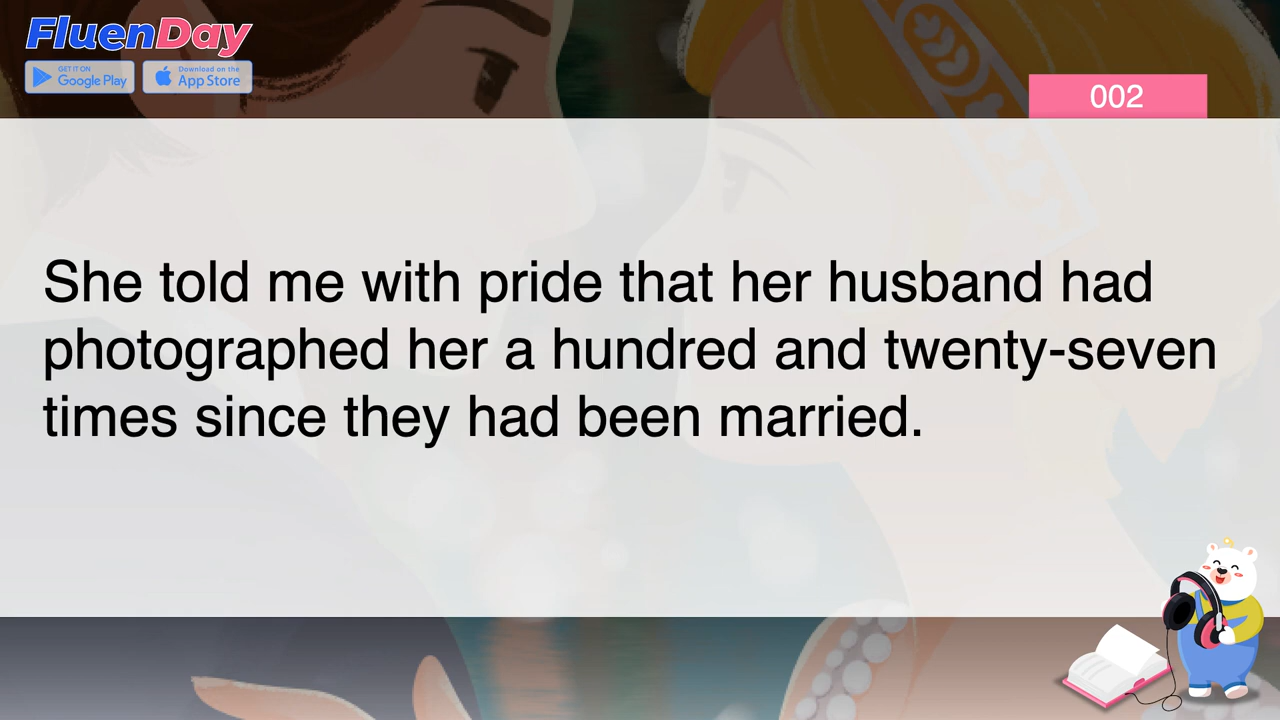 FluenDay
GET IT ON
Google Play
Download on the
App Store
002
She told me with pride that her husband had
photographed her a hundred and twenty-seven
times since they had been married.